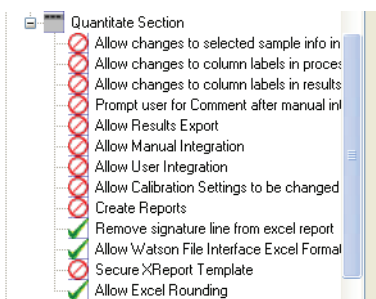 Quantitate Section
Allow changes to selected sample info in
Allow changes to column labels in proces
Allow changes to column labels in results
Prompt user for Comment after manual in
Allow Results Export
Allow Manual Integration
Allow User Integration
Allow Calibration Settings to be changed
Create Reports
Remove signature line from excel report
Allow Watson File Interface Excel Format
Secure XReport Template
Allow Excel Rounding